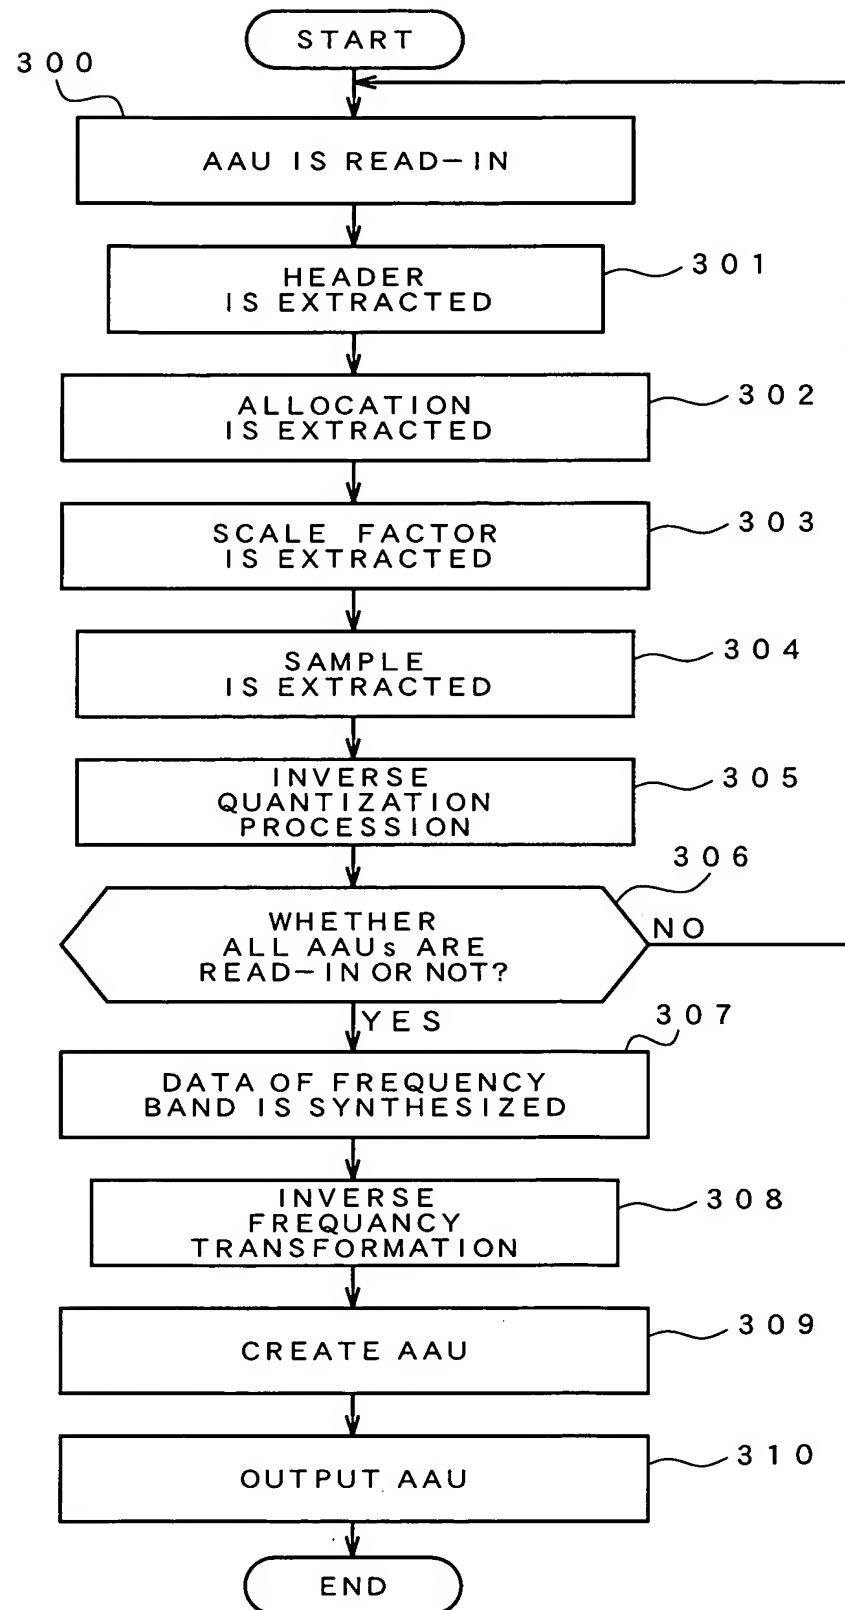 START
300
AAU IS READ-IN
HEADER
IS EXTRACTED
301
ALLOCATION
IS EXTRACTED
302
SCALE FACTOR
IS EXTRACTED
303
SAMPLE
IS EXTRACTED
304
INVERSE
QUANTIZATION
PROCESSION
305
306
WHETHER
ALL AAUs ARE
READ-IN OR NOT?
NO
YES
307
DATA OF FREQUENCY
BAND IS SYNTHESIZED
INVERSE
FREQUANCY
TRANSFORMATION
308
CREATE AAU
309
OUTPUT AAU
310
END